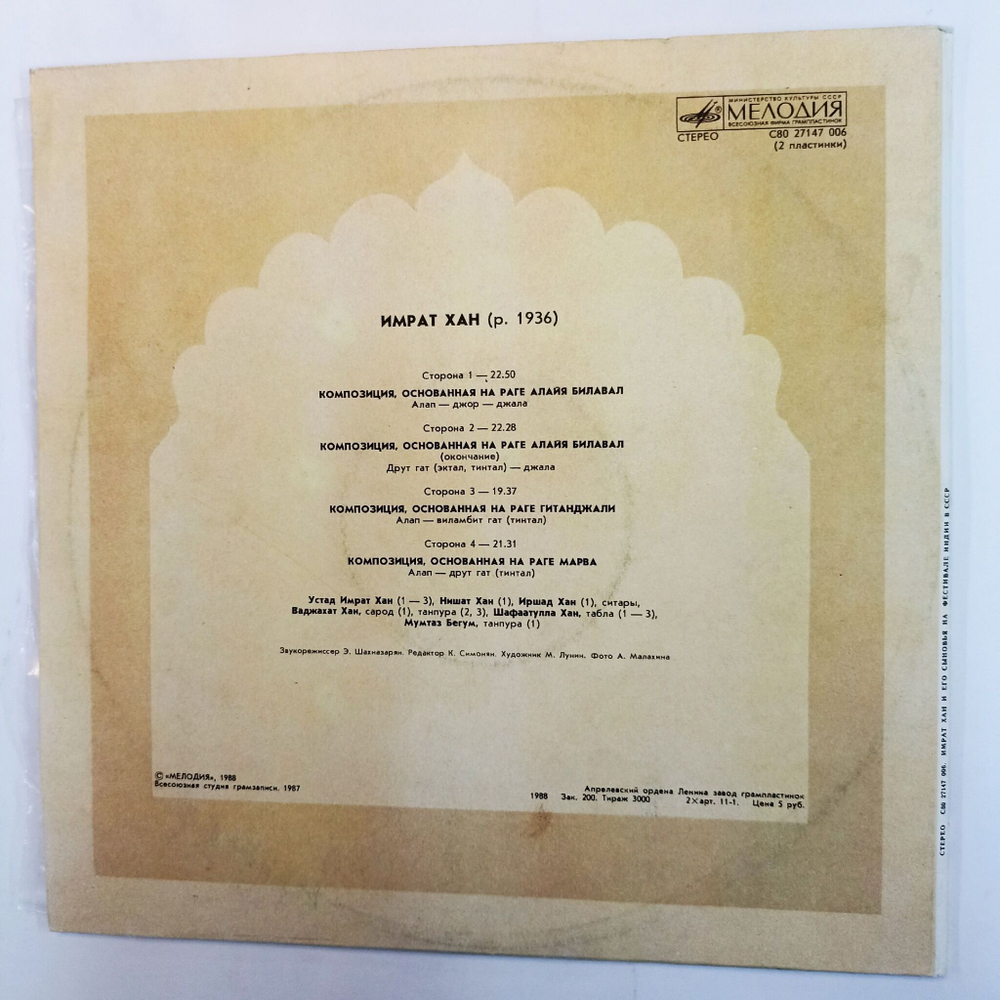 МИНИСТЕРСТВО КУЛЬТУРЫ СССР
МЕЛОДИЯ
ВСЕСОЮЗНАЯ ФИРМА ГРАМПЛАСТИНОК
СТЕРЕО С80 27147 006
(2 пластинки)
ИМРАТ ХАН (р. 1936)
Сторона 1 — 22.50
КОМПОЗИЦИЯ, ОСНОВАННАЯ НА РАГЕ АЛАЙЯ БИЛАВАЛ
Алап — джор — джала
Сторона 2 — 22.28
КОМПОЗИЦИЯ, ОСНОВАННАЯ НА РАГЕ АЛАЙЯ БИЛАВАЛ
(окончание)
Друт гат (эктал, тинтал) — джала
Сторона 3 — 19.37
КОМПОЗИЦИЯ, ОСНОВАННАЯ НА РАГЕ ГИТАНДЖАЛИ
Алап — виламбит гат (тинтал)
Сторона 4 — 21.31
КОМПОЗИЦИЯ, ОСНОВАННАЯ НА РАГЕ МАРВА
Алап — друт гат (тинтал)
Устад Имрат Хан (1 — 3), Нишат Хан (1), Иршад Хан (1), ситары,
Ваджахат Хан, сарод (1), танпура (2, 3), Шафаатулла Хан, табла (1 — 3),
Мумтаз Бегум, танпура (1)
Звукорежиссер Э. Шахназарян. Редактор К. Симонян. Художник М. Лунин. Фото А. Малахина
© «МЕЛОДИЯ», 1988
Всесоюзная студия грамзаписи. 1987
Апрелевский ордена Ленина завод грампластинок
1988 Зак. 200. Тираж 3000 2×арт. 11-1. Цена 5 руб.
СТЕРЕО С80 27147 006. ИМРАТ ХАН И ЕГО СЫНОВЬЯ НА ФЕСТИВАЛЕ ИНДИИ В СССР